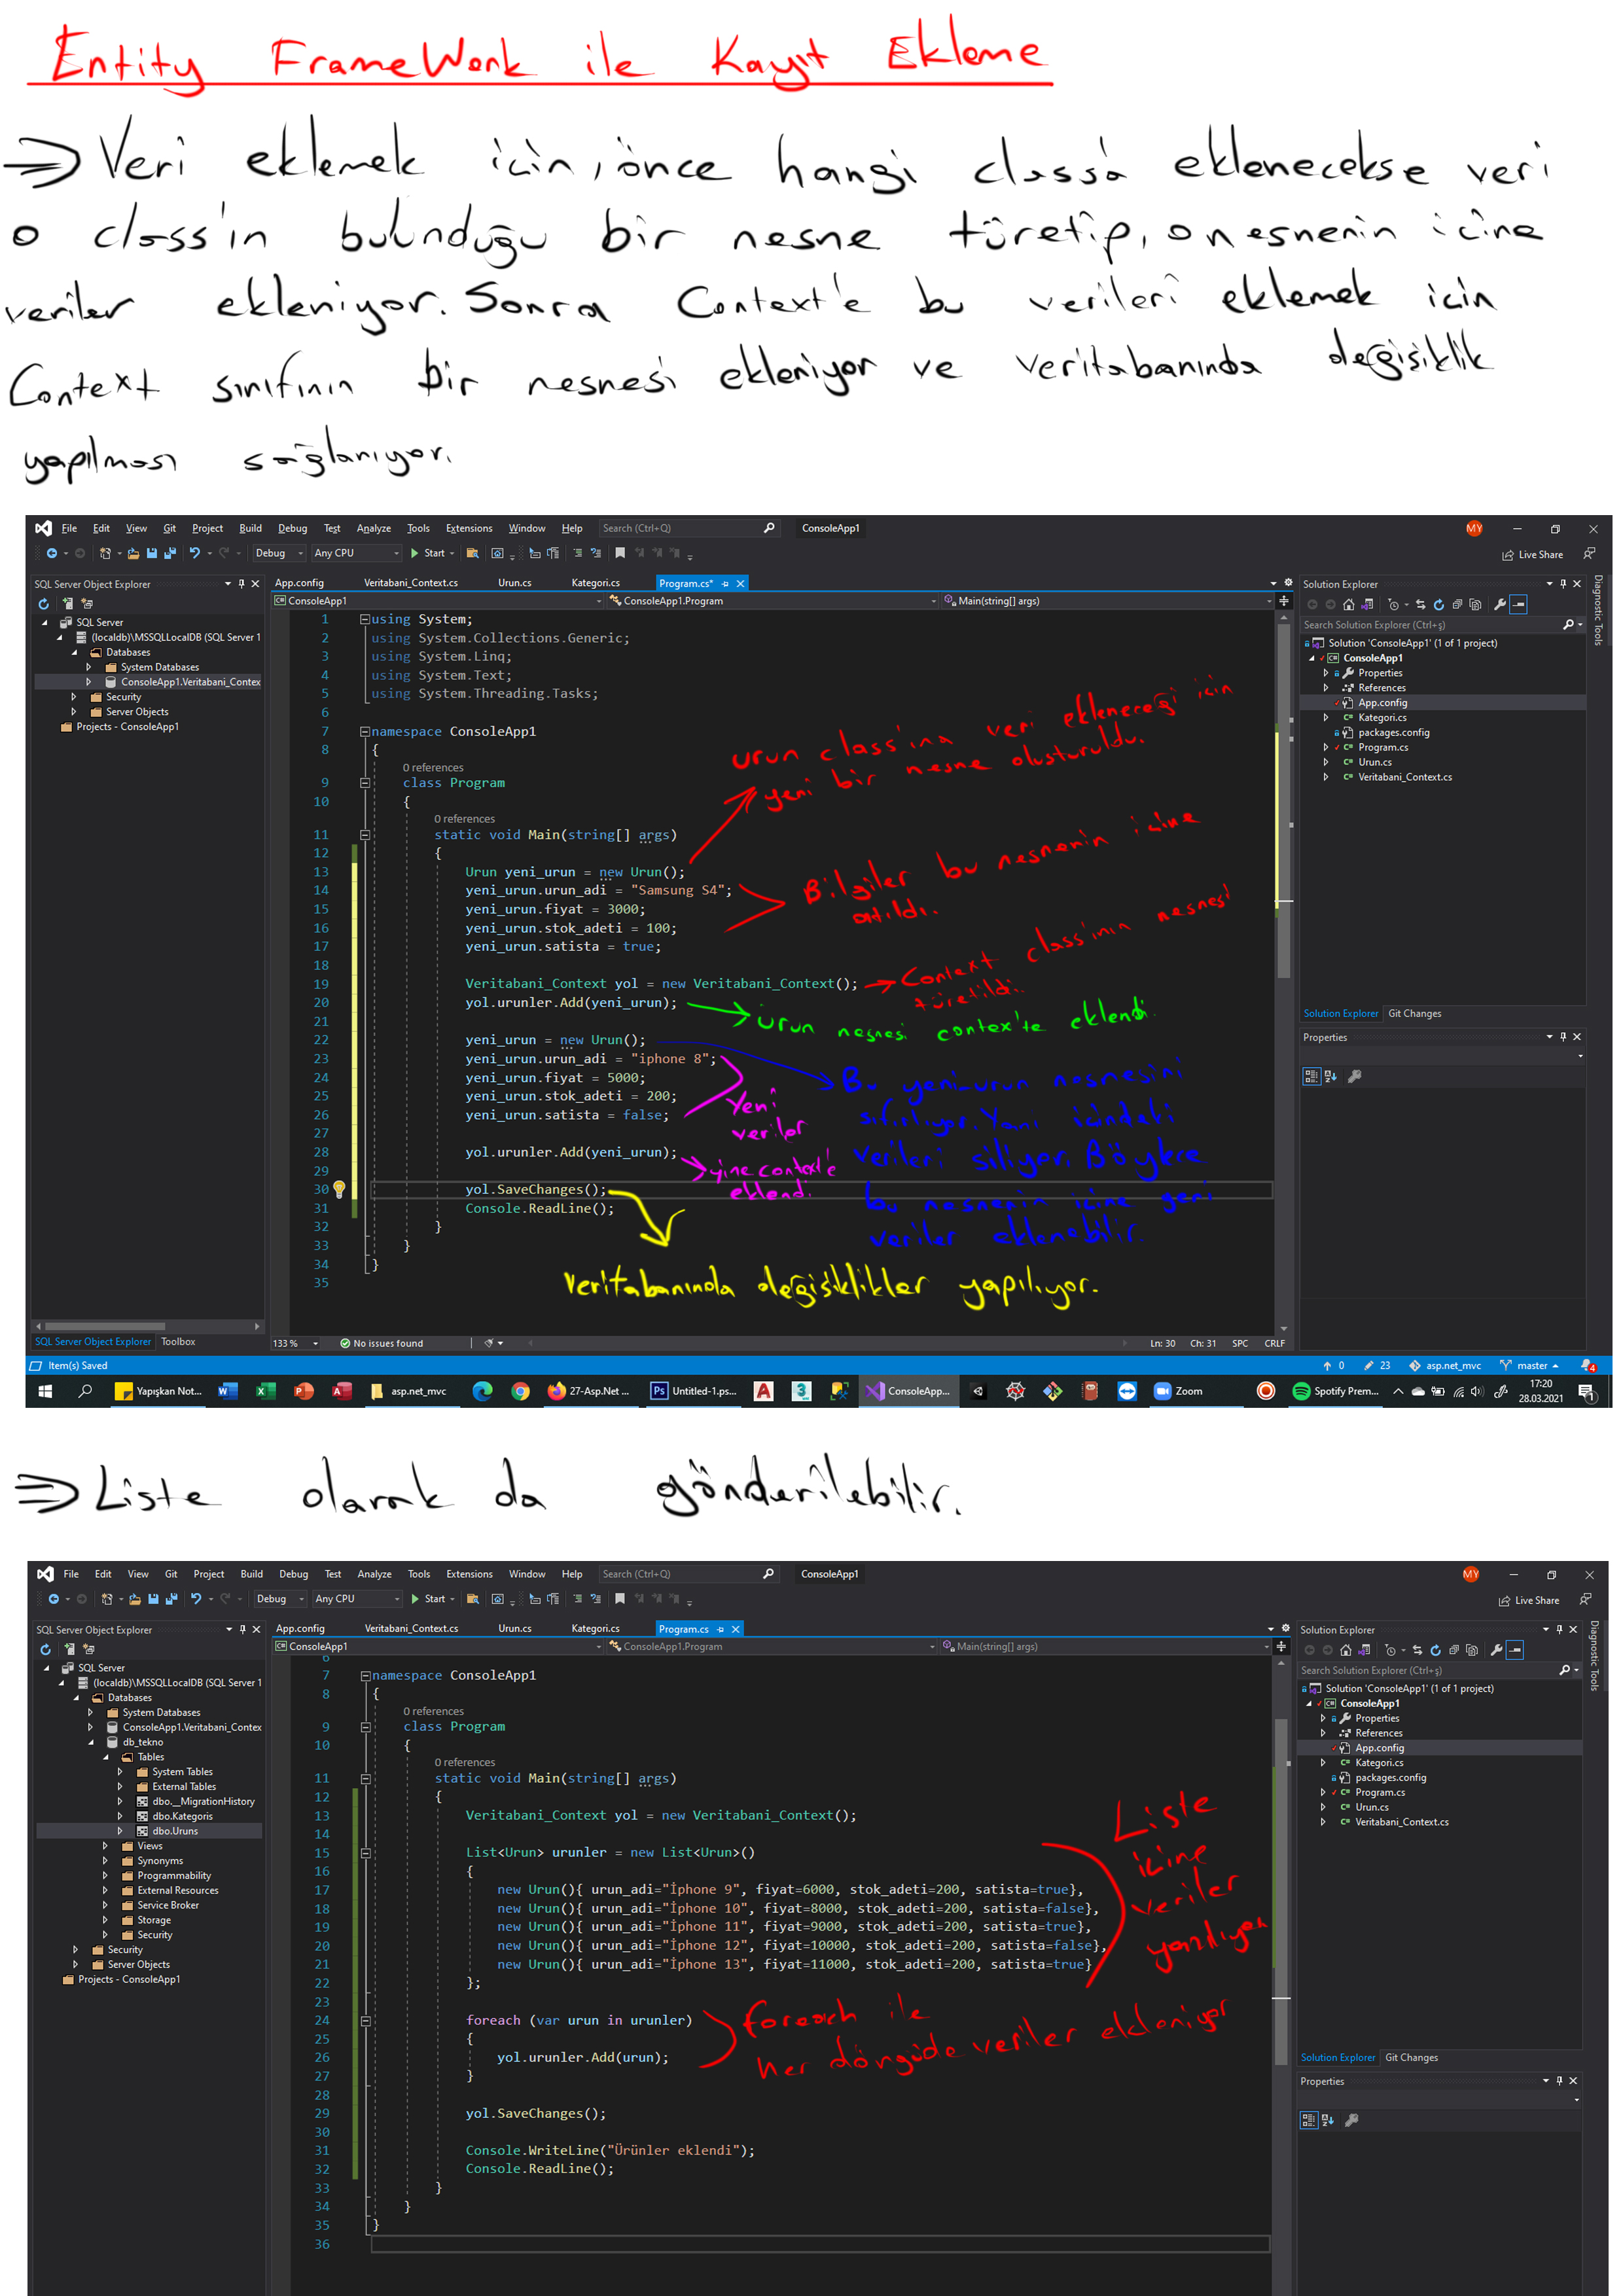 Entity FrameWork ile Kayıt Ekleme
⇒ Veri eklemek için, önce hangi class'a eklenecekse veri
o class'ın bulunduğu bir nesne türetip, o nesnenin içine
veriler ekleniyor. Sonra Context'e bu verileri eklemek için
Context sınıfının bir nesnesi ekleniyor ve veritabanında değişiklik
yapılması sağlanıyor.
File Edit View Git Project Build Debug Test Analyze Tools Extensions Window Help Search (Ctrl+Q) ConsoleApp1 MY
Debug Any CPU Start Live Share
SQL Server Object Explorer
SQL Server
(localdb)\MSSQLLocalDB (SQL Server 1
Databases
System Databases
ConsoleApp1.Veritabani_Contex
Security
Server Objects
Projects - ConsoleApp1
App.config Veritabani_Context.cs Urun.cs Kategori.cs Program.cs*
ConsoleApp1 ConsoleApp1.Program Main(string[] args)
1 using System;
2 using System.Collections.Generic;
3 using System.Linq;
4 using System.Text;
5 using System.Threading.Tasks;
6
7 namespace ConsoleApp1
8 {
0 references
9 class Program
10 {
0 references
11 static void Main(string[] args)
12 {
13 Urun yeni_urun = new Urun();
14 yeni_urun.urun_adi = "Samsung S4";
15 yeni_urun.fiyat = 3000;
16 yeni_urun.stok_adeti = 100;
17 yeni_urun.satista = true;
18
19 Veritabani_Context yol = new Veritabani_Context();
20 yol.urunler.Add(yeni_urun);
21
22 yeni_urun = new Urun();
23 yeni_urun.urun_adi = "iphone 8";
24 yeni_urun.fiyat = 5000;
25 yeni_urun.stok_adeti = 200;
26 yeni_urun.satista = false;
27
28 yol.urunler.Add(yeni_urun);
29
30 yol.SaveChanges();
31 Console.ReadLine();
32 }
33 }
34 }
35
urun class'ına veri ekleneceği için
yeni bir nesne oluşturuldu.
Bilgiler bu nesnenin içine
atıldı.
Context class'ının nesnesi
türetildi.
ürun nesnesi contex'te eklendi.
Bu yeni_urun nesnesini
sıfırlıyor. Yani içindeki
verileri siliyor. Böylece
bu nesnenin içine yeni
veriler eklenebilir.
Yeni
veriler
yine context'e
eklendi.
Veritabanında değişiklikler yapılıyor.
Solution Explorer
Search Solution Explorer (Ctrl+ş)
Solution 'ConsoleApp1' (1 of 1 project)
ConsoleApp1
Properties
References
App.config
Kategori.cs
packages.config
Program.cs
Urun.cs
Veritabani_Context.cs
Solution Explorer Git Changes
Properties
Diagnostic Tools
SQL Server Object Explorer Toolbox
133 % No issues found Ln: 30 Ch: 31 SPC CRLF
Item(s) Saved 0 23 asp.net_mvc master 4
Yapışkan Not... asp.net_mvc 27-Asp.Net ... Untitled-1.ps... ConsoleApp... Zoom Spotify Prem... 17:20
28.03.2021 1
⇒ Liste olarak da gönderilebilir.
File Edit View Git Project Build Debug Test Analyze Tools Extensions Window Help Search (Ctrl+Q) ConsoleApp1 MY
Debug Any CPU Start Live Share
SQL Server Object Explorer
SQL Server
(localdb)\MSSQLLocalDB (SQL Server 1
Databases
System Databases
ConsoleApp1.Veritabani_Contex
db_tekno
Tables
System Tables
External Tables
dbo.__MigrationHistory
dbo.Kategoris
dbo.Uruns
Views
Synonyms
Programmability
External Resources
Service Broker
Storage
Security
Security
Server Objects
Projects - ConsoleApp1
App.config Veritabani_Context.cs Urun.cs Kategori.cs Program.cs
ConsoleApp1 ConsoleApp1.Program Main(string[] args)
6
7 namespace ConsoleApp1
8 {
0 references
9 class Program
10 {
0 references
11 static void Main(string[] args)
12 {
13 Veritabani_Context yol = new Veritabani_Context();
14
15 List<Urun> urunler = new List<Urun>()
16 {
17 new Urun(){ urun_adi="İphone 9", fiyat=6000, stok_adeti=200, satista=true},
18 new Urun(){ urun_adi="İphone 10", fiyat=8000, stok_adeti=200, satista=false},
19 new Urun(){ urun_adi="İphone 11", fiyat=9000, stok_adeti=200, satista=true},
20 new Urun(){ urun_adi="İphone 12", fiyat=10000, stok_adeti=200, satista=false},
21 new Urun(){ urun_adi="İphone 13", fiyat=11000, stok_adeti=200, satista=true}
22 };
23
24 foreach (var urun in urunler)
25 {
26 yol.urunler.Add(urun);
27 }
28
29 yol.SaveChanges();
30
31 Console.WriteLine("Ürünler eklendi");
32 Console.ReadLine();
33 }
34 }
35 }
36
Liste
içine
veriler
yazılıyor
foreach ile
her döngüde veriler ekleniyor
Solution Explorer
Search Solution Explorer (Ctrl+ş)
Solution 'ConsoleApp1' (1 of 1 project)
ConsoleApp1
Properties
References
App.config
Kategori.cs
packages.config
Program.cs
Urun.cs
Veritabani_Context.cs
Solution Explorer Git Changes
Properties
Diagnostic Tools